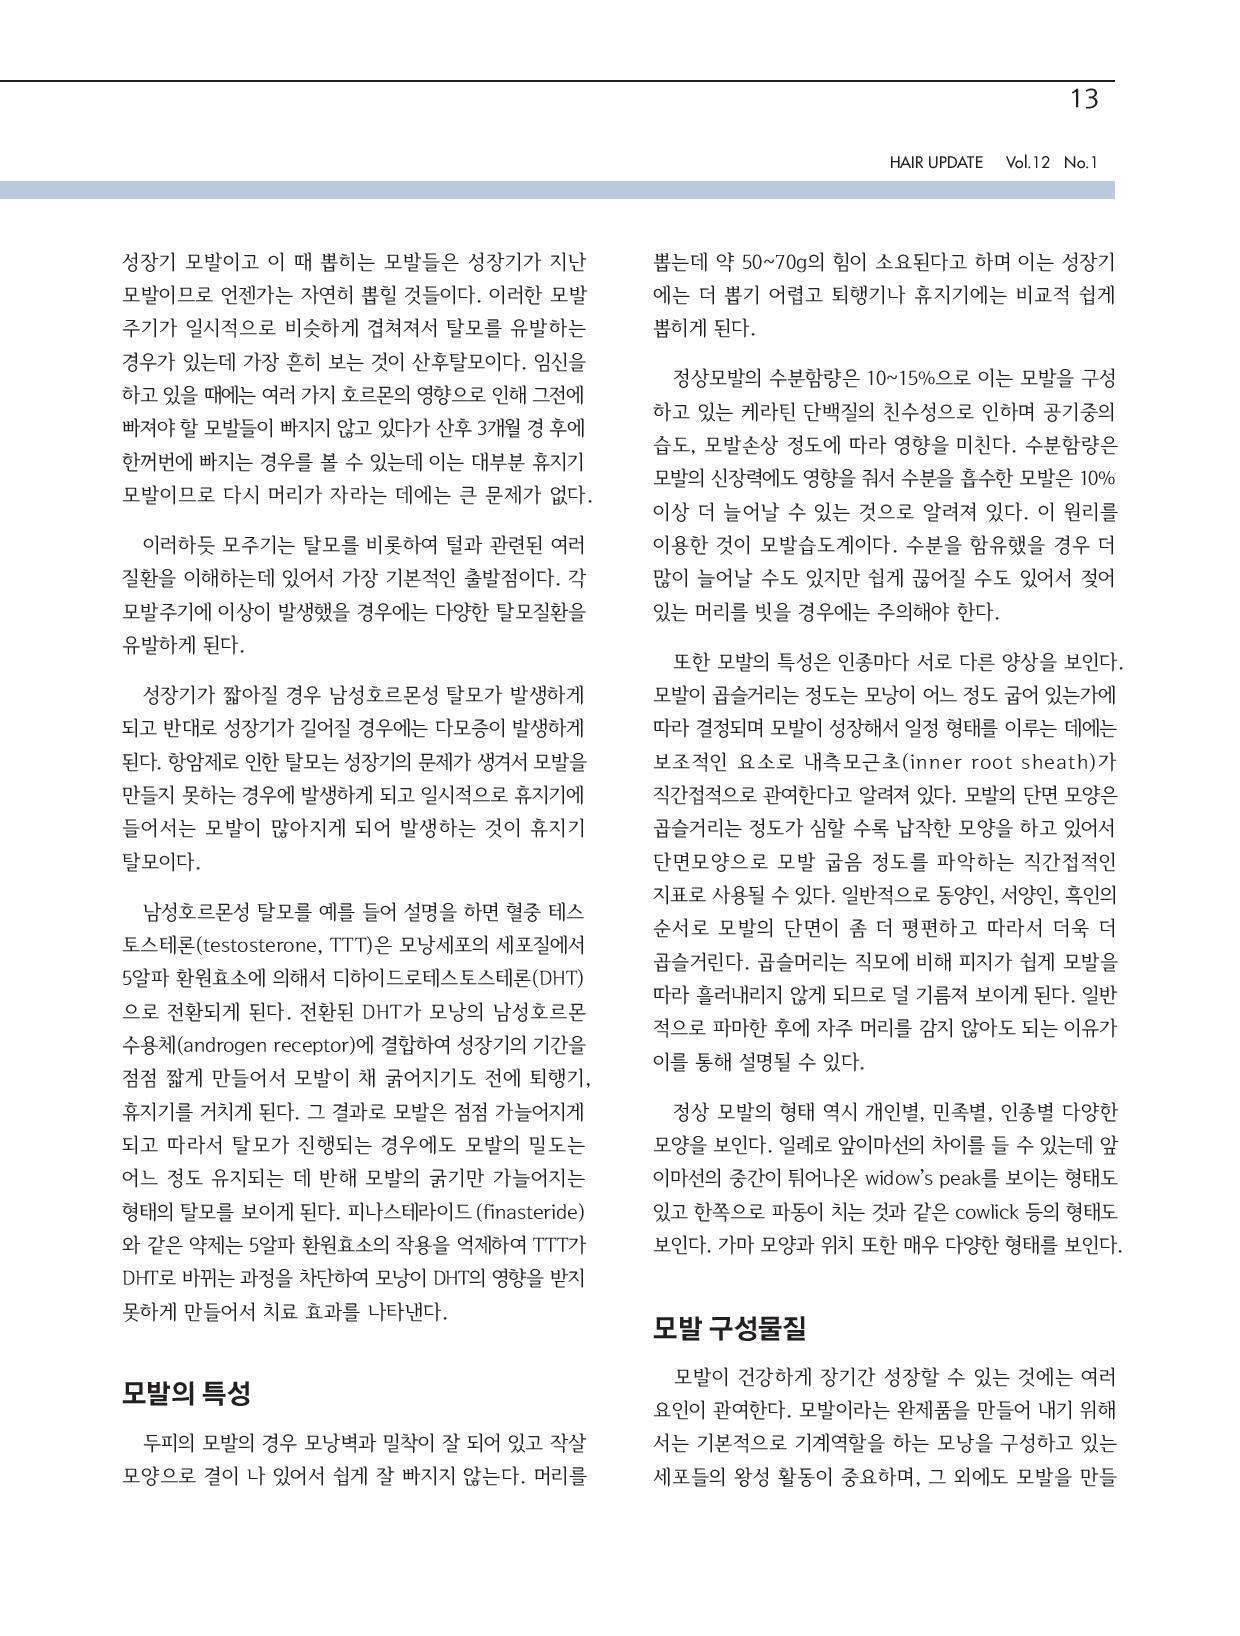 13
HAIR UPDATE Vol.12 No.1
성장기 모발이고 이 때 뽑히는 모발들은 성장기가 지난
모발이므로 언젠가는 자연히 뽑힐 것들이다. 이러한 모발
주기가 일시적으로 비슷하게 겹쳐져서 탈모를 유발하는
경우가 있는데 가장 흔히 보는 것이 산후탈모이다. 임신을
하고 있을 때에는 여러 가지 호르몬의 영향으로 인해 그전에
빠져야 할 모발들이 빠지지 않고 있다가 산후 3개월 경 후에
한꺼번에 빠지는 경우를 볼 수 있는데 이는 대부분 휴지기
모발이므로 다시 머리가 자라는 데에는 큰 문제가 없다.
이러하듯 모주기는 탈모를 비롯하여 털과 관련된 여러
질환을 이해하는데 있어서 가장 기본적인 출발점이다. 각
모발주기에 이상이 발생했을 경우에는 다양한 탈모질환을
유발하게 된다.
성장기가 짧아질 경우 남성호르몬성 탈모가 발생하게
되고 반대로 성장기가 길어질 경우에는 다모증이 발생하게
된다. 항암제로 인한 탈모는 성장기의 문제가 생겨서 모발을
만들지 못하는 경우에 발생하게 되고 일시적으로 휴지기에
들어서는 모발이 많아지게 되어 발생하는 것이 휴지기
탈모이다.
남성호르몬성 탈모를 예를 들어 설명을 하면 혈중 테스
토스테론(testosterone, TTT)은 모낭세포의 세포질에서
5알파 환원효소에 의해서 디하이드로테스토스테론(DHT)
으로 전환되게 된다. 전환된 DHT가 모낭의 남성호르몬
수용체(androgen receptor)에 결합하여 성장기의 기간을
점점 짧게 만들어서 모발이 채 굵어지기도 전에 퇴행기,
휴지기를 거치게 된다. 그 결과로 모발은 점점 가늘어지게
되고 따라서 탈모가 진행되는 경우에도 모발의 밀도는
어느 정도 유지되는 데 반해 모발의 굵기만 가늘어지는
형태의 탈모를 보이게 된다. 피나스테라이드 (finasteride)
와 같은 약제는 5알파 환원효소의 작용을 억제하여 TTT가
DHT로 바뀌는 과정을 차단하여 모낭이 DHT의 영향을 받지
못하게 만들어서 치료 효과를 나타낸다.
모발의 특성
두피의 모발의 경우 모낭벽과 밀착이 잘 되어 있고 작살
모양으로 결이 나 있어서 쉽게 잘 빠지지 않는다. 머리를
뽑는데 약 50~70g의 힘이 소요된다고 하며 이는 성장기
에는 더 뽑기 어렵고 퇴행기나 휴지기에는 비교적 쉽게
뽑히게 된다.
정상모발의 수분함량은 10~15%으로 이는 모발을 구성
하고 있는 케라틴 단백질의 친수성으로 인하며 공기중의
습도, 모발손상 정도에 따라 영향을 미친다. 수분함량은
모발의 신장력에도 영향을 줘서 수분을 흡수한 모발은 10%
이상 더 늘어날 수 있는 것으로 알려져 있다. 이 원리를
이용한 것이 모발습도계이다. 수분을 함유했을 경우 더
많이 늘어날 수도 있지만 쉽게 끊어질 수도 있어서 젖어
있는 머리를 빗을 경우에는 주의해야 한다.
또한 모발의 특성은 인종마다 서로 다른 양상을 보인다.
모발이 곱슬거리는 정도는 모낭이 어느 정도 굽어 있는가에
따라 결정되며 모발이 성장해서 일정 형태를 이루는 데에는
보조적인 요소로 내측모근초(inner root sheath)가
직간접적으로 관여한다고 알려져 있다. 모발의 단면 모양은
곱슬거리는 정도가 심할 수록 납작한 모양을 하고 있어서
단면모양으로 모발 굽음 정도를 파악하는 직간접적인
지표로 사용될 수 있다. 일반적으로 동양인, 서양인, 흑인의
순서로 모발의 단면이 좀 더 평편하고 따라서 더욱 더
곱슬거린다. 곱슬머리는 직모에 비해 피지가 쉽게 모발을
따라 흘러내리지 않게 되므로 덜 기름져 보이게 된다. 일반
적으로 파마한 후에 자주 머리를 감지 않아도 되는 이유가
이를 통해 설명될 수 있다.
정상 모발의 형태 역시 개인별, 민족별, 인종별 다양한
모양을 보인다. 일례로 앞이마선의 차이를 들 수 있는데 앞
이마선의 중간이 튀어나온 widow’s peak를 보이는 형태도
있고 한쪽으로 파동이 치는 것과 같은 cowlick 등의 형태도
보인다. 가마 모양과 위치 또한 매우 다양한 형태를 보인다.
모발 구성물질
모발이 건강하게 장기간 성장할 수 있는 것에는 여러
요인이 관여한다. 모발이라는 완제품을 만들어 내기 위해
서는 기본적으로 기계역할을 하는 모낭을 구성하고 있는
세포들의 왕성 활동이 중요하며, 그 외에도 모발을 만들